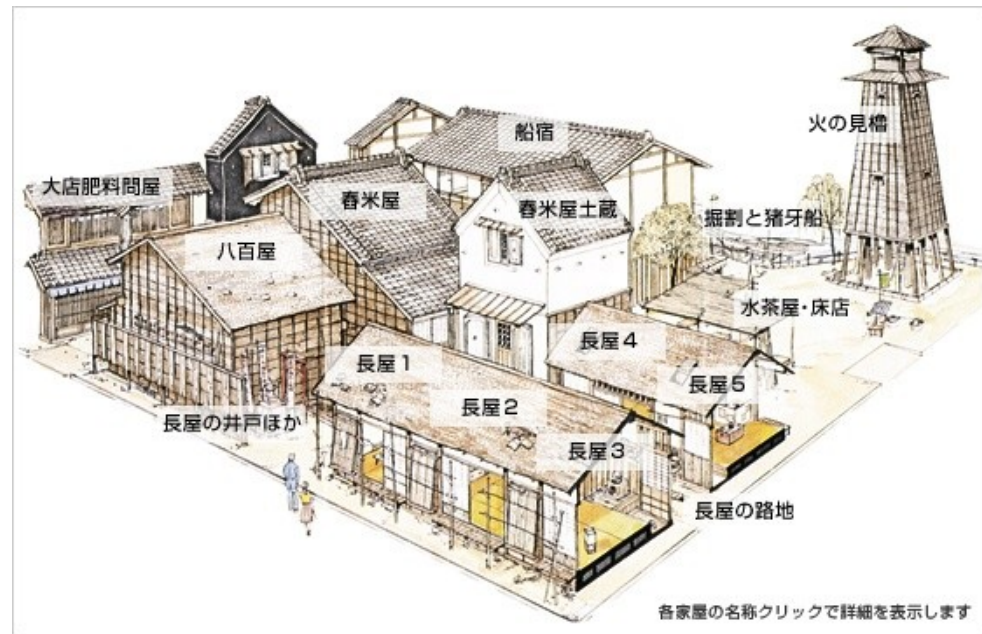 船宿
火の見櫓
大店肥料問屋
舂米屋
舂米屋土蔵
掘割と猪牙船
八百屋
水茶屋・床店
長屋1
長屋4
長屋5
長屋2
長屋の井戸ほか
長屋3
長屋の路地
各家屋の名称クリックで詳細を表示します